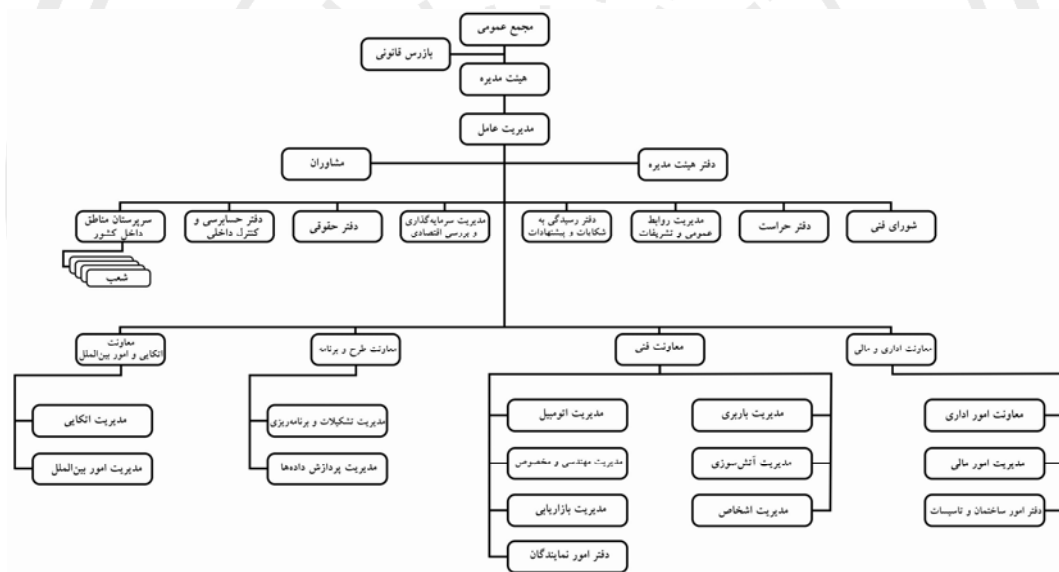 مجمع عمومی
بازرس قانونی
هیئت مدیره
مدیریت عامل
دفتر هیئت مدیره
مشاوران
شورای فنی
دفتر حراست
مدیریت روابط
عمومی و تشریفات
دفتر رسیدگی به
شکایات و پیشنهادات
مدیریت سرمایه‌گذاری
و بررسی اقتصادی
دفتر حقوقی
دفتر حسابرسی و
کنترل داخلی
سرپرستان مناطق
داخل کشور
شعب
معاونت اداری و مالی
معاونت فنی
معاونت طرح و برنامه
معاونت
اتکایی و امور بین‌الملل
معاونت امور اداری
مدیریت امور مالی
دفتر امور ساختمان و تاسیسات
مدیریت باربری
مدیریت آتش‌سوزی
مدیریت اشخاص
مدیریت اتومبیل
مدیریت مهندسی و مخصوص
مدیریت بازاریابی
دفتر امور نمایندگان
مدیریت تشکیلات و برنامه‌ریزی
مدیریت پردازش داده‌ها
مدیریت اتکایی
مدیریت امور بین‌الملل